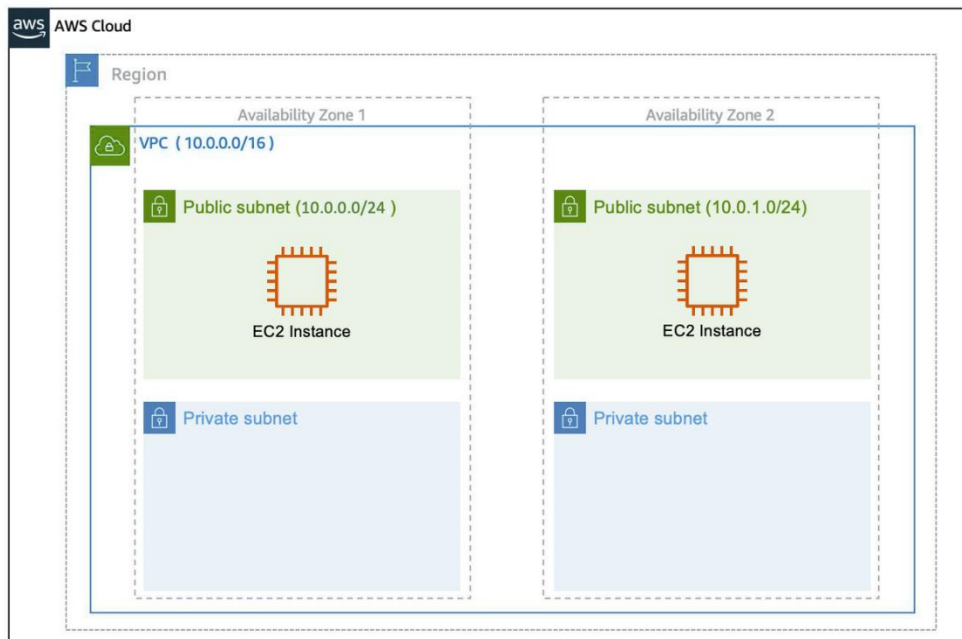 aws AWS Cloud
Region
Availability Zone 1
Availability Zone 2
VPC ( 10.0.0.0/16 )
Public subnet (10.0.0.0/24 )
Public subnet (10.0.1.0/24)
EC2 Instance
EC2 Instance
Private subnet
Private subnet